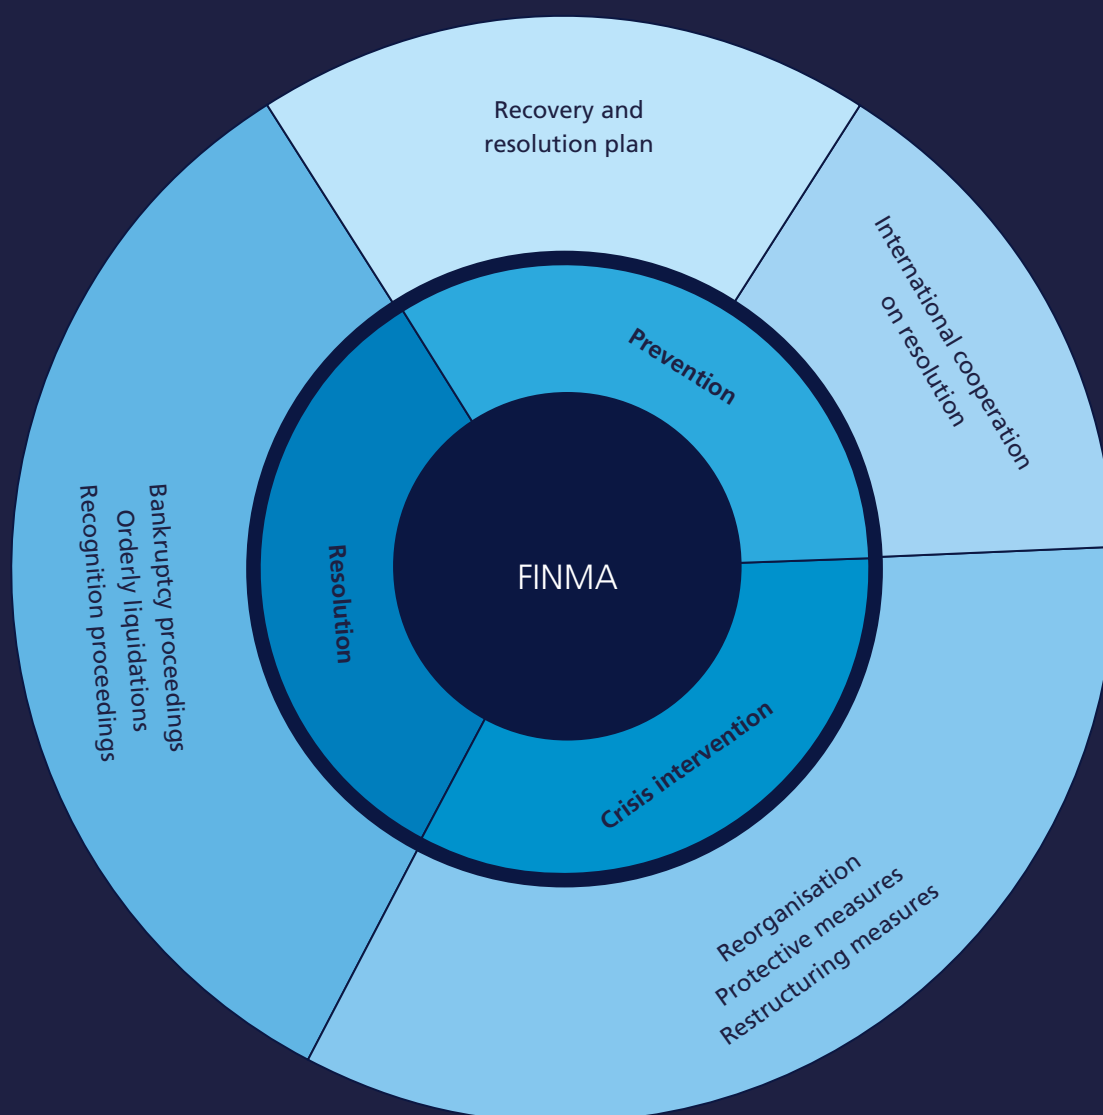 Recovery and
resolution plan
International cooperation
on resolution
Prevention
FINMA
Resolution
Crisis intervention
Bankruptcy proceedings
Orderly liquidations
Recognition proceedings
Reorganisation
Protective measures
Restructuring measures